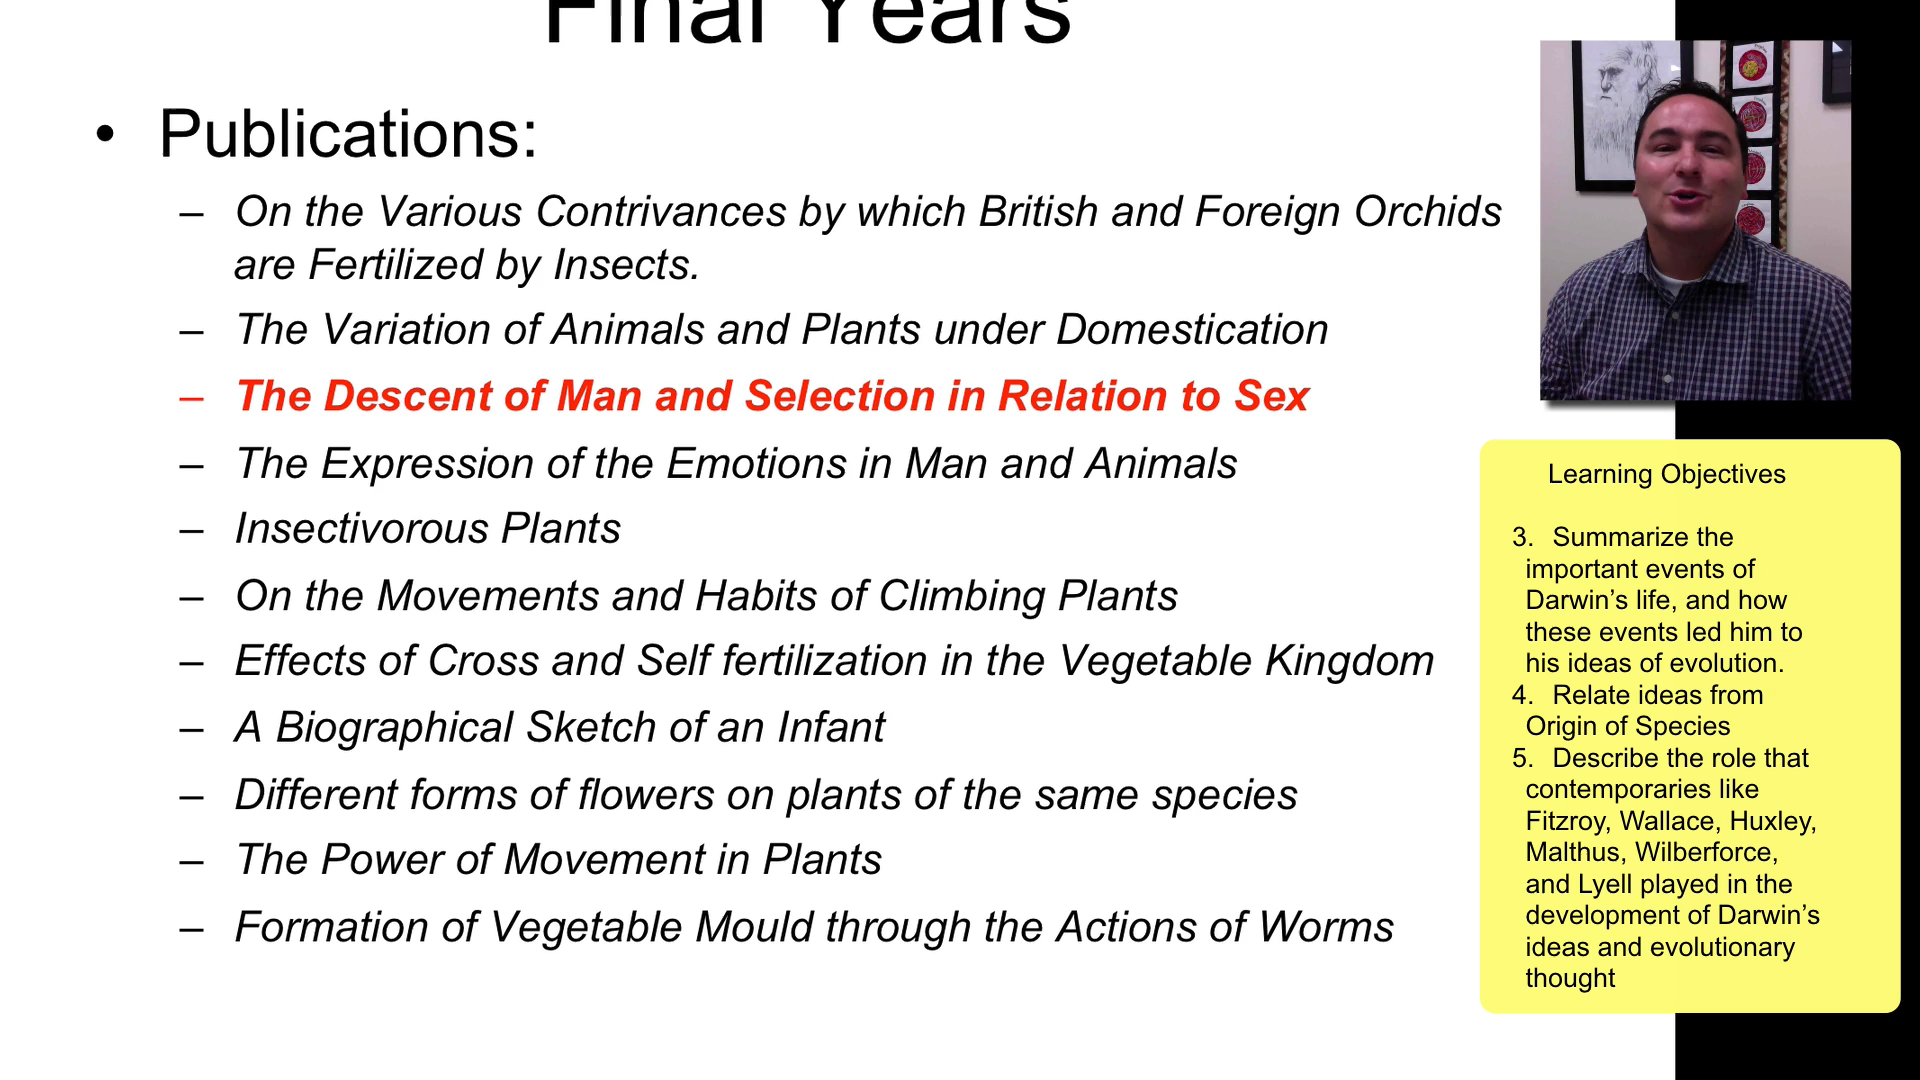 Final Years
• Publications:
– On the Various Contrivances by which British and Foreign Orchids
are Fertilized by Insects.
– The Variation of Animals and Plants under Domestication
– The Descent of Man and Selection in Relation to Sex
– The Expression of the Emotions in Man and Animals
– Insectivorous Plants
– On the Movements and Habits of Climbing Plants
– Effects of Cross and Self fertilization in the Vegetable Kingdom
– A Biographical Sketch of an Infant
– Different forms of flowers on plants of the same species
– The Power of Movement in Plants
– Formation of Vegetable Mould through the Actions of Worms
Learning Objectives
3. Summarize the
important events of
Darwin’s life, and how
these events led him to
his ideas of evolution.
4. Relate ideas from
Origin of Species
5. Describe the role that
contemporaries like
Fitzroy, Wallace, Huxley,
Malthus, Wilberforce,
and Lyell played in the
development of Darwin’s
ideas and evolutionary
thought